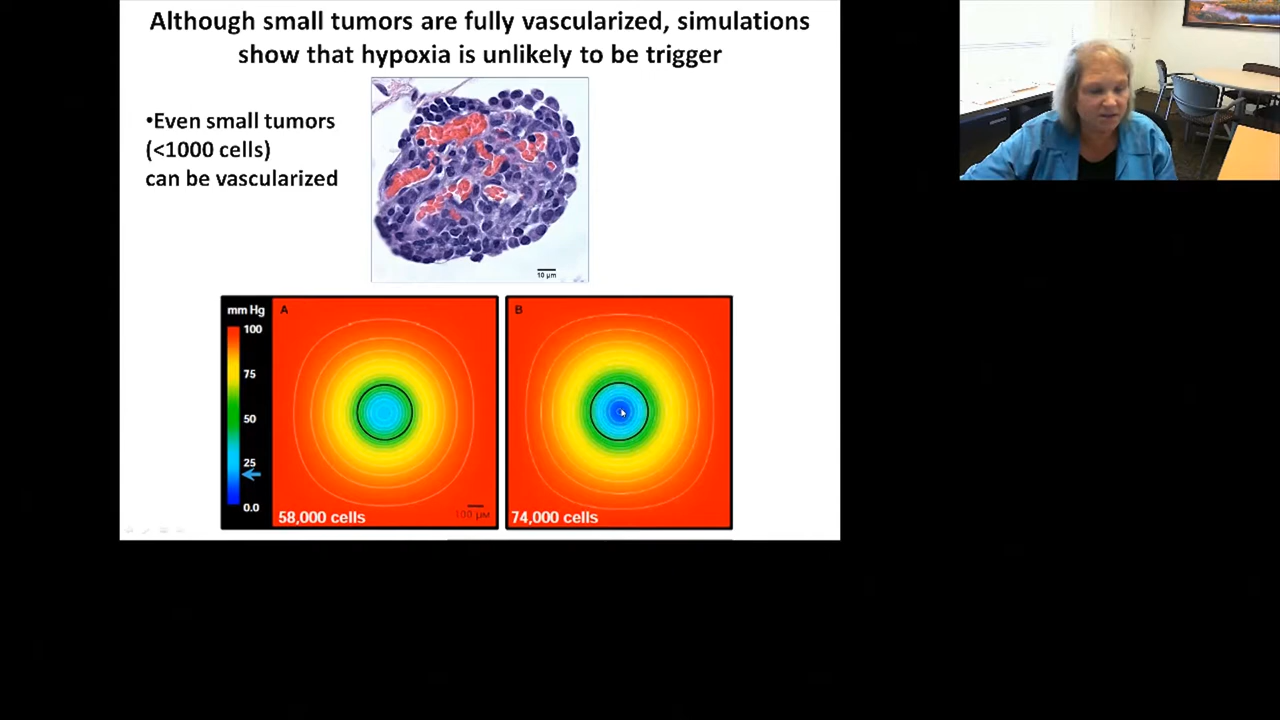 Although small tumors are fully vascularized, simulations
show that hypoxia is unlikely to be trigger
•Even small tumors
(<1000 cells)
can be vascularized
10 µm
mm Hg
100
75
50
25
0.0
A
58,000 cells
100 µm
B
74,000 cells